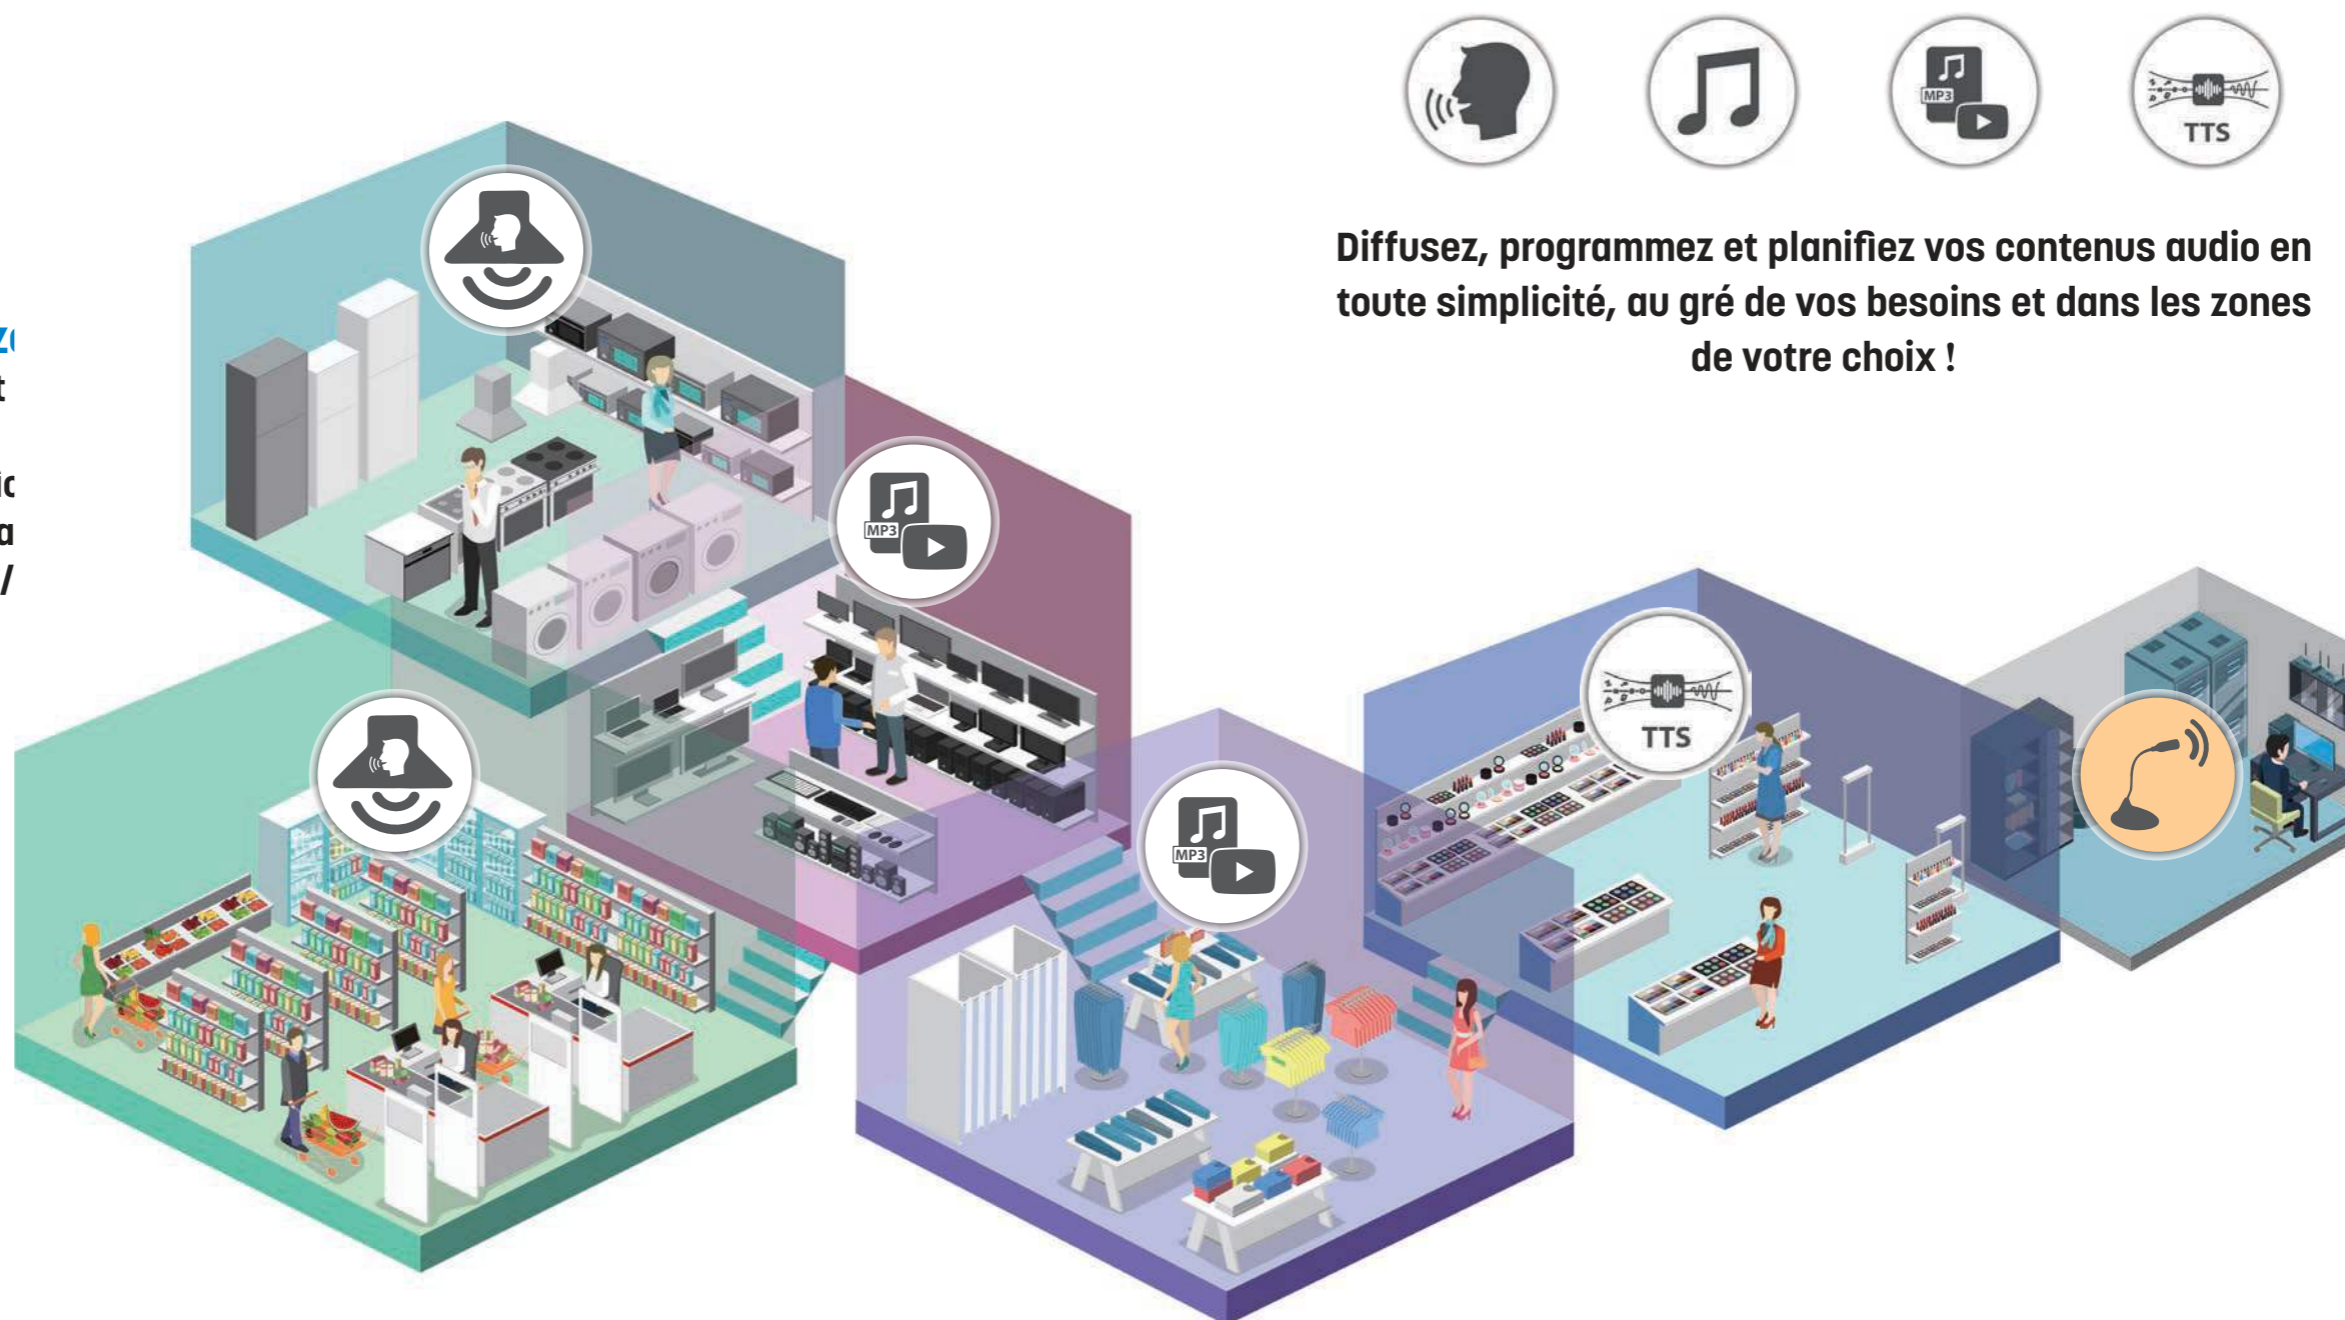 MP3
TTS
Diffusez, programmez et planifiez vos contenus audio en
toute simplicité, au gré de vos besoins et dans les zones
de votre choix !
MP3
TTS
MP3